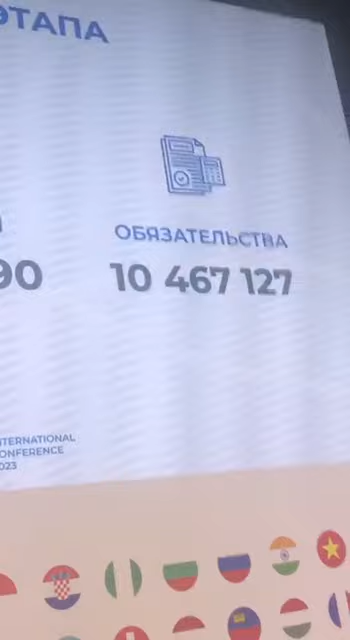 ЭТАПА
ОБЯЗАТЕЛЬСТВА
90
10 467 127
INTERNATIONAL
CONFERENCE
2023